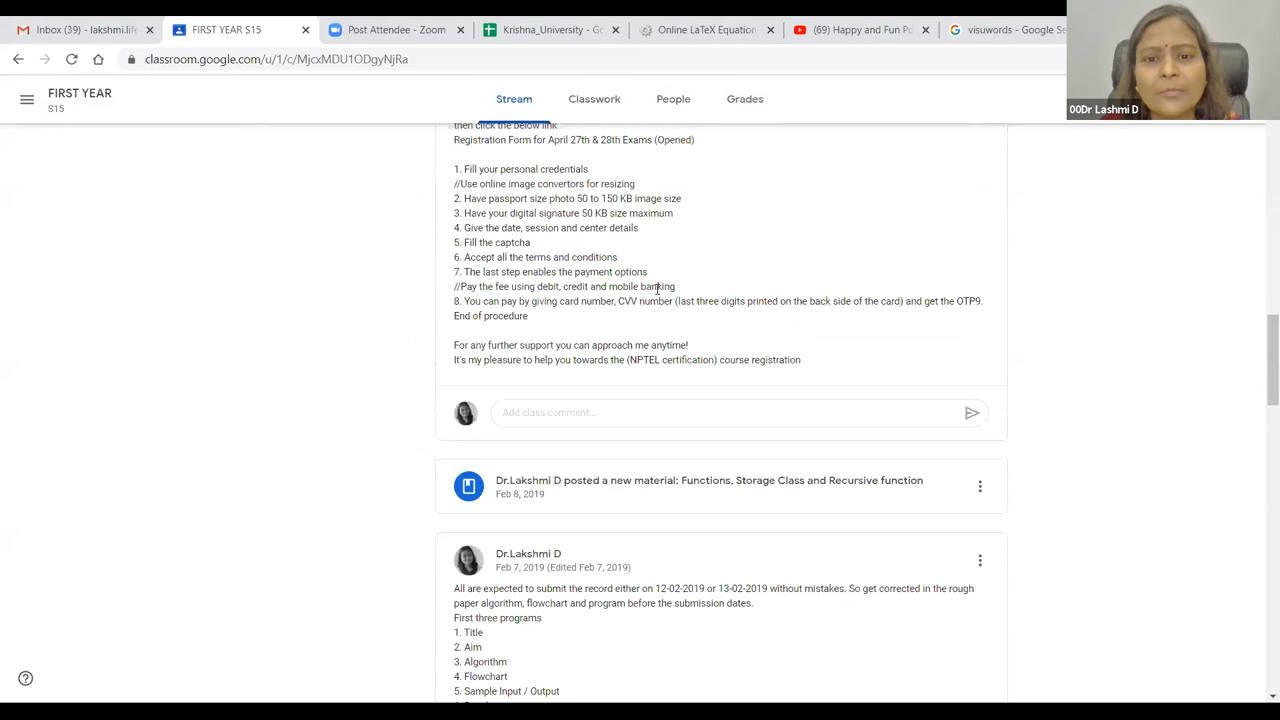 Inbox (39) - lakshmi.life
FIRST YEAR S15
Post Attendee - Zoom
Krishna_University - Go
Online LaTeX Equation
(69) Happy and Fun
visuwords - Google Se
classroom.google.com/u/1/c/MjcxMDU1ODgyNjRa
00Dr Lashmi D
FIRST YEAR
S15
Stream
Classwork
People
Grades
then click the below link
Registration Form for April 27th & 28th Exams (Opened)
1. Fill your personal credentials
//Use online image convertors for resizing
2. Have passport size photo 50 to 150 KB image size
3. Have your digital signature 50 KB size maximum
4. Give the date, session and center details
5. Fill the captcha
6. Accept all the terms and conditions
7. The last step enables the payment options
//Pay the fee using debit, credit and mobile banking
8. You can pay by giving card number, CVV number (last three digits printed on the back side of the card) and get the OTP9.
End of procedure
For any further support you can approach me anytime!
It's my pleasure to help you towards the (NPTEL certification) course registration
Add class comment...
Dr.Lakshmi D posted a new material: Functions, Storage Class and Recursive function
Feb 8, 2019
Dr.Lakshmi D
Feb 7, 2019 (Edited Feb 7, 2019)
All are expected to submit the record either on 12-02-2019 or 13-02-2019 without mistakes. So get corrected in the rough
paper algorithm, flowchart and program before the submission dates.
First three programs
1. Title
2. Aim
3. Algorithm
4. Flowchart
5. Sample Input / Output